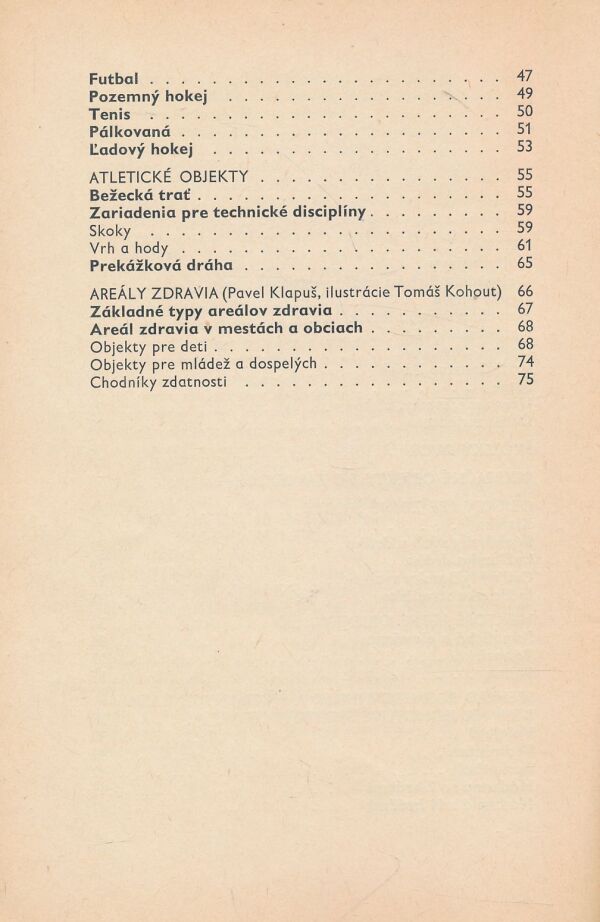 Futbal . . . . . . . . . . . . . . . . . . . . . . . 47
Pozemný hokej . . . . . . . . . . . . . . . . . . 49
Tenis . . . . . . . . . . . . . . . . . . . . . . . 50
Pálkovaná . . . . . . . . . . . . . . . . . . . . . 51
Ľadový hokej . . . . . . . . . . . . . . . . . . . 53
ATLETICKÉ OBJEKTY . . . . . . . . . . . . . . . . 55
Bežecká trať . . . . . . . . . . . . . . . . . . . . 55
Zariadenia pre technické disciplíny . . . . . . . . . 59
Skoky . . . . . . . . . . . . . . . . . . . . . . . 59
Vrh a hody . . . . . . . . . . . . . . . . . . . . . 61
Prekážková dráha . . . . . . . . . . . . . . . . . 65
AREÁLY ZDRAVIA (Pavel Klapuš, ilustrácie Tomáš Kohout) 66
Základné typy areálov zdravia . . . . . . . . . . . 67
Areál zdravia v mestách a obciach . . . . . . . . . 68
Objekty pre deti . . . . . . . . . . . . . . . . . . . 68
Objekty pre mládež a dospelých . . . . . . . . . . . . 74
Chodníky zdatnosti . . . . . . . . . . . . . . . . . 75